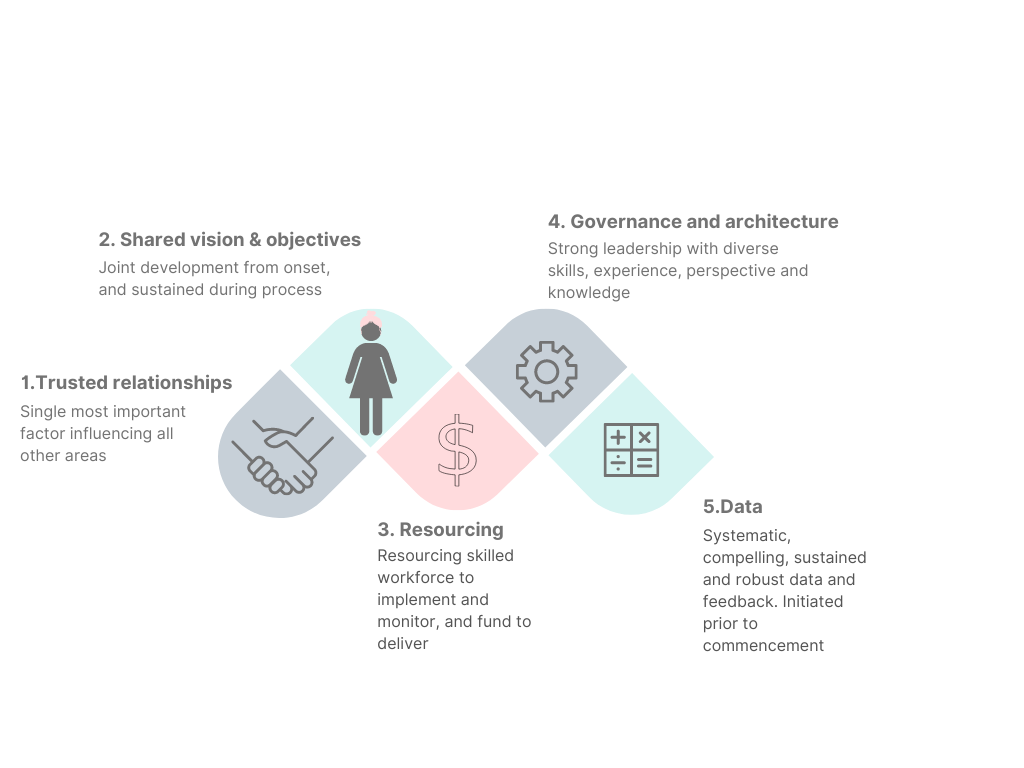 1.Trusted relationships
Single most important
factor influencing all
other areas
2. Shared vision & objectives
Joint development from onset,
and sustained during process
3. Resourcing
Resourcing skilled
workforce to
implement and
monitor, and fund to
deliver
4. Governance and architecture
Strong leadership with diverse
skills, experience, perspective and
knowledge
5.Data
Systematic,
compelling, sustained
and robust data and
feedback. Initiated
prior to
commencement